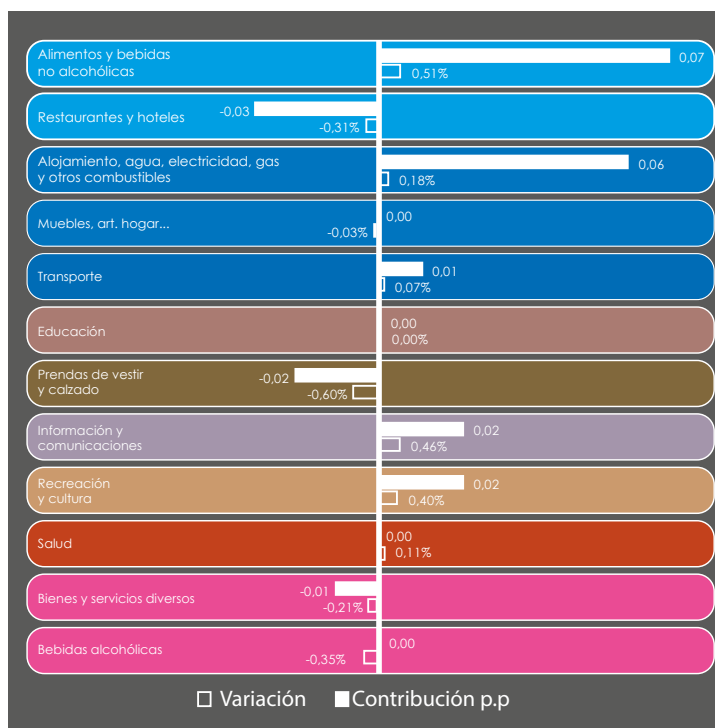 Alimentos y bebidas
no alcohólicas
0,07
0,51%
Restaurantes y hoteles
-0,03
-0,31%
Alojamiento, agua, electricidad, gas
y otros combustibles
0,06
0,18%
Muebles, art. hogar...
0,00
-0,03%
Transporte
0,01
0,07%
Educación
0,00
0,00%
Prendas de vestir
y calzado
-0,02
-0,60%
Información y
comunicaciones
0,02
0,46%
Recreación
y cultura
0,02
0,40%
Salud
0,00
0,11%
Bienes y servicios diversos
-0,01
-0,21%
Bebidas alcohólicas
0,00
-0,35%
Variación Contribución p.p